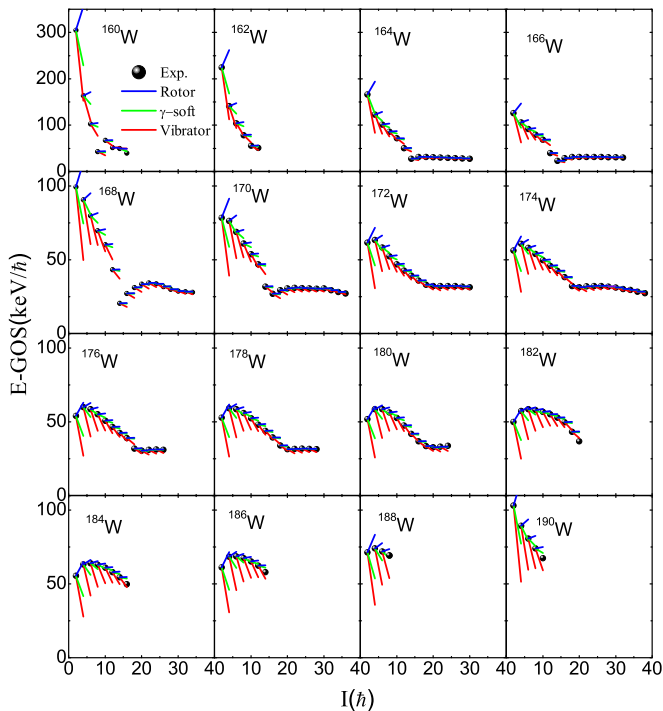 300
200
100
0
¹⁶⁰W
Exp.
Rotor
γ−soft
Vibrator
¹⁶²W
¹⁶⁴W
¹⁶⁶W
100
50
0
¹⁶⁸W
¹⁷⁰W
¹⁷²W
¹⁷⁴W
E-GOS(keV/ħ)
100
50
0
¹⁷⁶W
¹⁷⁸W
¹⁸⁰W
¹⁸²W
100
50
0
¹⁸⁴W
¹⁸⁶W
¹⁸⁸W
¹⁹⁰W
0 10 20 30 40 10 20 30 40 10 20 30 40 10 20 30 40
I(ħ)